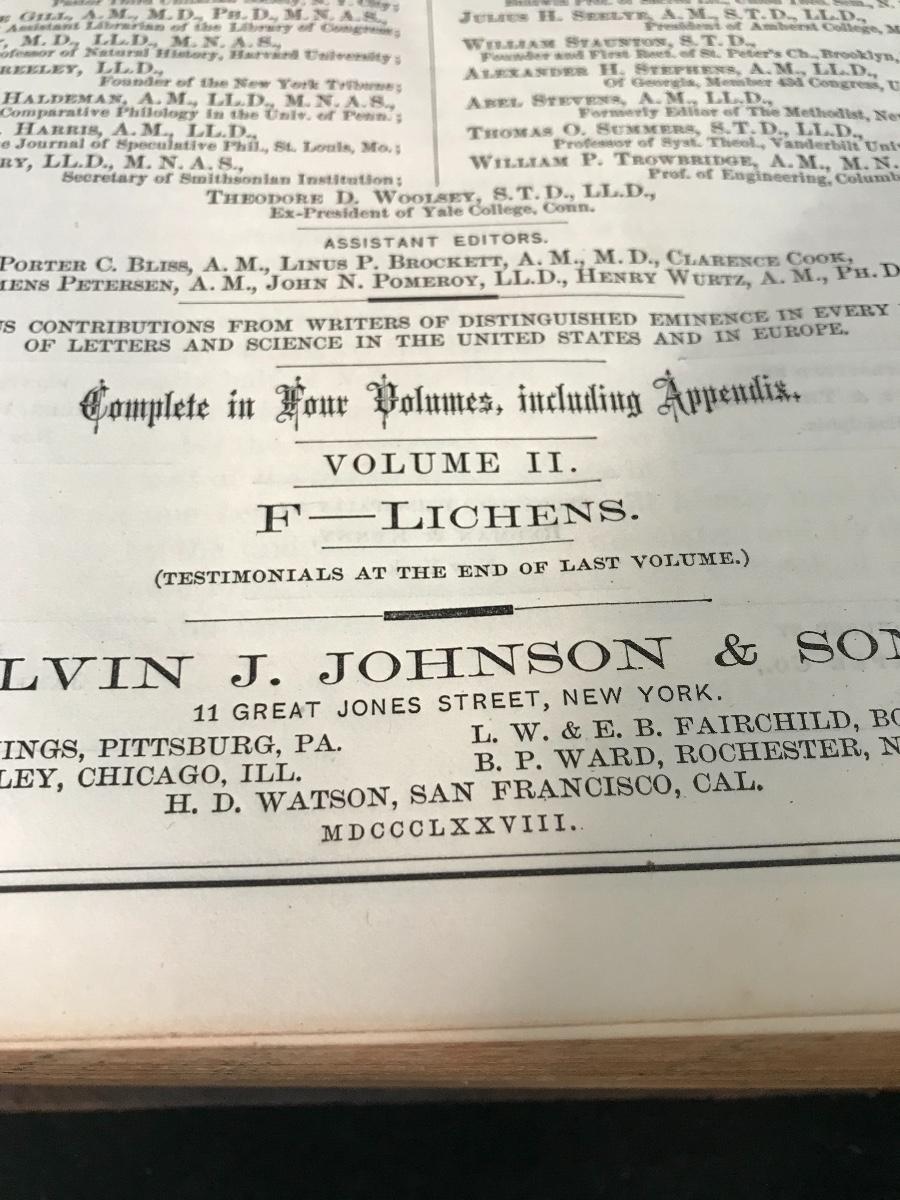 GILL, A. M., M. D., PH. D., M. N. A. S.,
Assistant Librarian of the Library of Congress;
M. D., LL.D., M. N. A. S.,
of Natural History, Harvard University;
LL.D.,
Founder of the New York Tribune;
HALDEMAN, A. M., LL.D., M. N. A. S.,
Comparative Philology in the Univ. of Penn.;
HARRIS, A. M., LL.D.,
Journal of Speculative Phil., St. Louis, Mo.;
RY, LL.D., M. N. A. S.,
Secretary of Smithsonian Institution;
JULIUS H. SEELYE, A. M., S. T. D., LL.D.,
President of Amherst College, M
WILLIAM STAUNTON, S. T. D.,
Founder and First Rect. of St. Peter's Ch., Brooklyn,
ALEXANDER H. STEPHENS, A. M., LL.D.,
Of Georgia, Member 43d Congress, U
ABEL STEVENS, A. M., LL.D.,
Formerly Editor of The Methodist, Ne
THOMAS O. SUMMERS, S. T. D., LL.D.,
Professor of Syst. Theol., Vanderbilt Uni
WILLIAM P. TROWBRIDGE, A. M., M. N.
Prof. of Engineering, Columb
THEODORE D. WOOLSEY, S. T. D., LL.D.,
Ex-President of Yale College, Conn.
ASSISTANT EDITORS.
PORTER C. BLISS, A. M., LINUS P. BROCKETT, A. M., M. D., CLARENCE COOK,
ENS PETERSEN, A. M., JOHN N. POMEROY, LL.D., HENRY WURTZ, A. M., PH. D
US CONTRIBUTIONS FROM WRITERS OF DISTINGUISHED EMINENCE IN EVERY
OF LETTERS AND SCIENCE IN THE UNITED STATES AND IN EUROPE.
Complete in Four Volumes, including Appendix.
VOLUME II.
F—LICHENS.
(TESTIMONIALS AT THE END OF LAST VOLUME.)
LVIN J. JOHNSON & SON
11 GREAT JONES STREET, NEW YORK.
INGS, PITTSBURG, PA.
L. W. & E. B. FAIRCHILD, BO
LEY, CHICAGO, ILL.
B. P. WARD, ROCHESTER, N
H. D. WATSON, SAN FRANCISCO, CAL.
MDCCCLXXVIII.